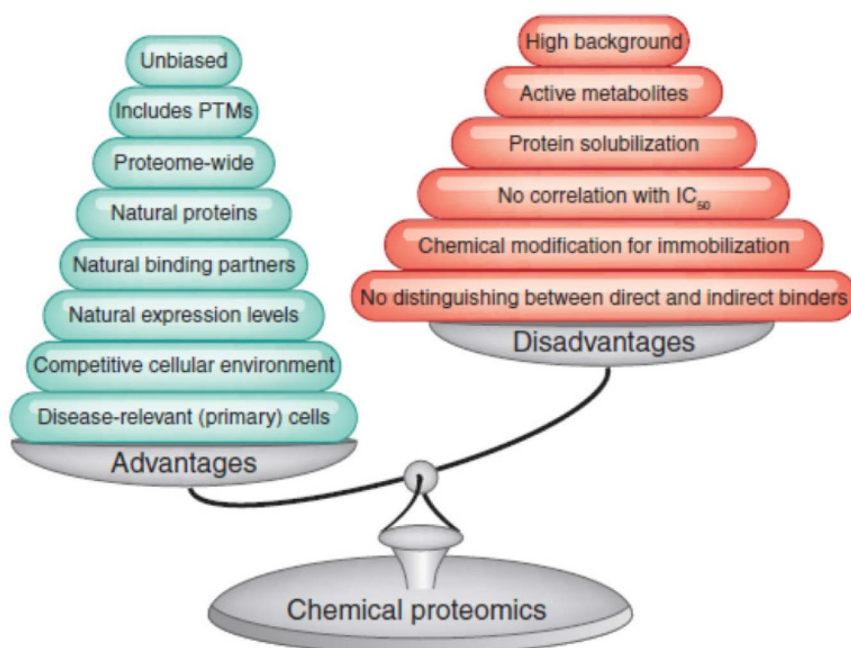 Unbiased
Includes PTMs
Proteome-wide
Natural proteins
Natural binding partners
Natural expression levels
Competitive cellular environment
Disease-relevant (primary) cells
Advantages
High background
Active metabolites
Protein solubilization
No correlation with IC₅₀
Chemical modification for immobilization
No distinguishing between direct and indirect binders
Disadvantages
Chemical proteomics